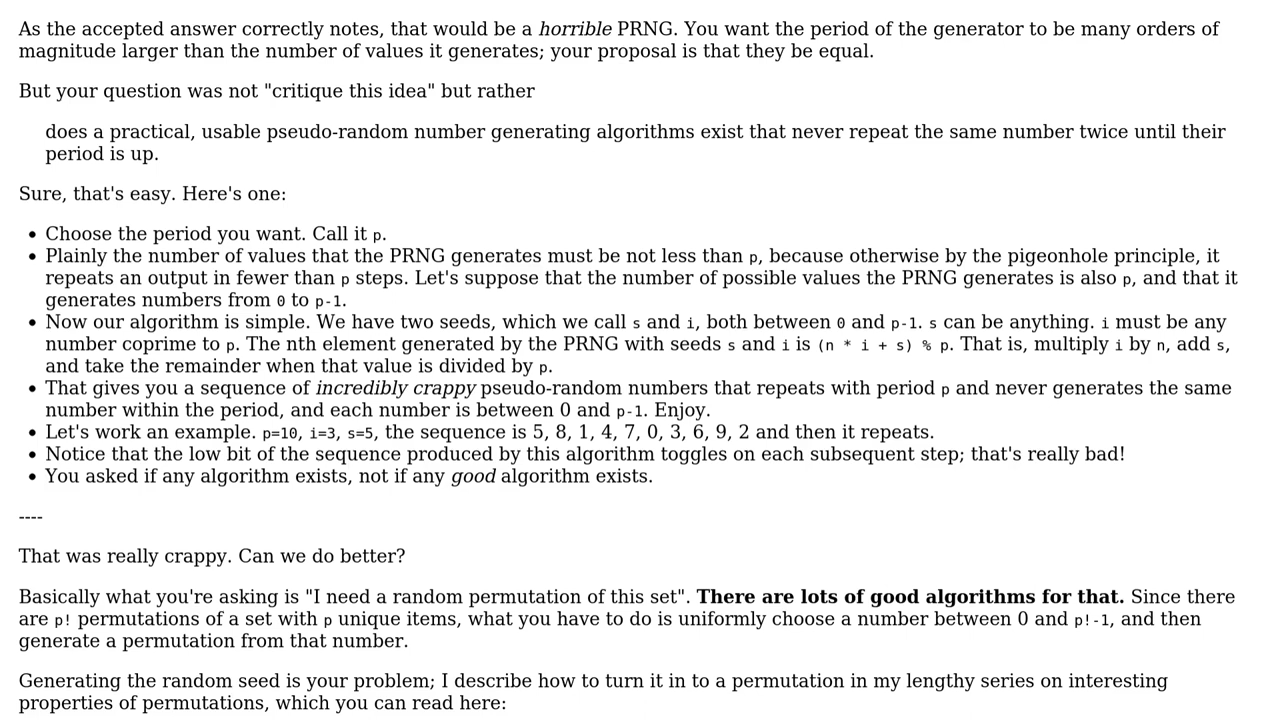 As the accepted answer correctly notes, that would be a horrible PRNG. You want the period of the generator to be many orders of
magnitude larger than the number of values it generates; your proposal is that they be equal.
But your question was not "critique this idea" but rather
does a practical, usable pseudo-random number generating algorithms exist that never repeat the same number twice until their
period is up.
Sure, that's easy. Here's one:
• Choose the period you want. Call it p.
• Plainly the number of values that the PRNG generates must be not less than p, because otherwise by the pigeonhole principle, it
repeats an output in fewer than p steps. Let's suppose that the number of possible values the PRNG generates is also p, and that it
generates numbers from 0 to p-1.
• Now our algorithm is simple. We have two seeds, which we call s and i, both between 0 and p-1. s can be anything. i must be any
number coprime to p. The nth element generated by the PRNG with seeds s and i is (n * i + s) % p. That is, multiply i by n, add s,
and take the remainder when that value is divided by p.
• That gives you a sequence of incredibly crappy pseudo-random numbers that repeats with period p and never generates the same
number within the period, and each number is between 0 and p-1. Enjoy.
• Let's work an example. p=10, i=3, s=5, the sequence is 5, 8, 1, 4, 7, 0, 3, 6, 9, 2 and then it repeats.
• Notice that the low bit of the sequence produced by this algorithm toggles on each subsequent step; that's really bad!
• You asked if any algorithm exists, not if any good algorithm exists.
----
That was really crappy. Can we do better?
Basically what you're asking is "I need a random permutation of this set". There are lots of good algorithms for that. Since there
are p! permutations of a set with p unique items, what you have to do is uniformly choose a number between 0 and p!-1, and then
generate a permutation from that number.
Generating the random seed is your problem; I describe how to turn it in to a permutation in my lengthy series on interesting
properties of permutations, which you can read here: